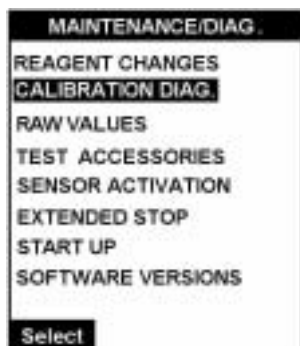 MAINTENANCE/DIAG.
REAGENT CHANGES
CALIBRATION DIAG.
RAW VALUES
TEST ACCESSORIES
SENSOR ACTIVATION
EXTENDED STOP
START UP
SOFTWARE VERSIONS
Select